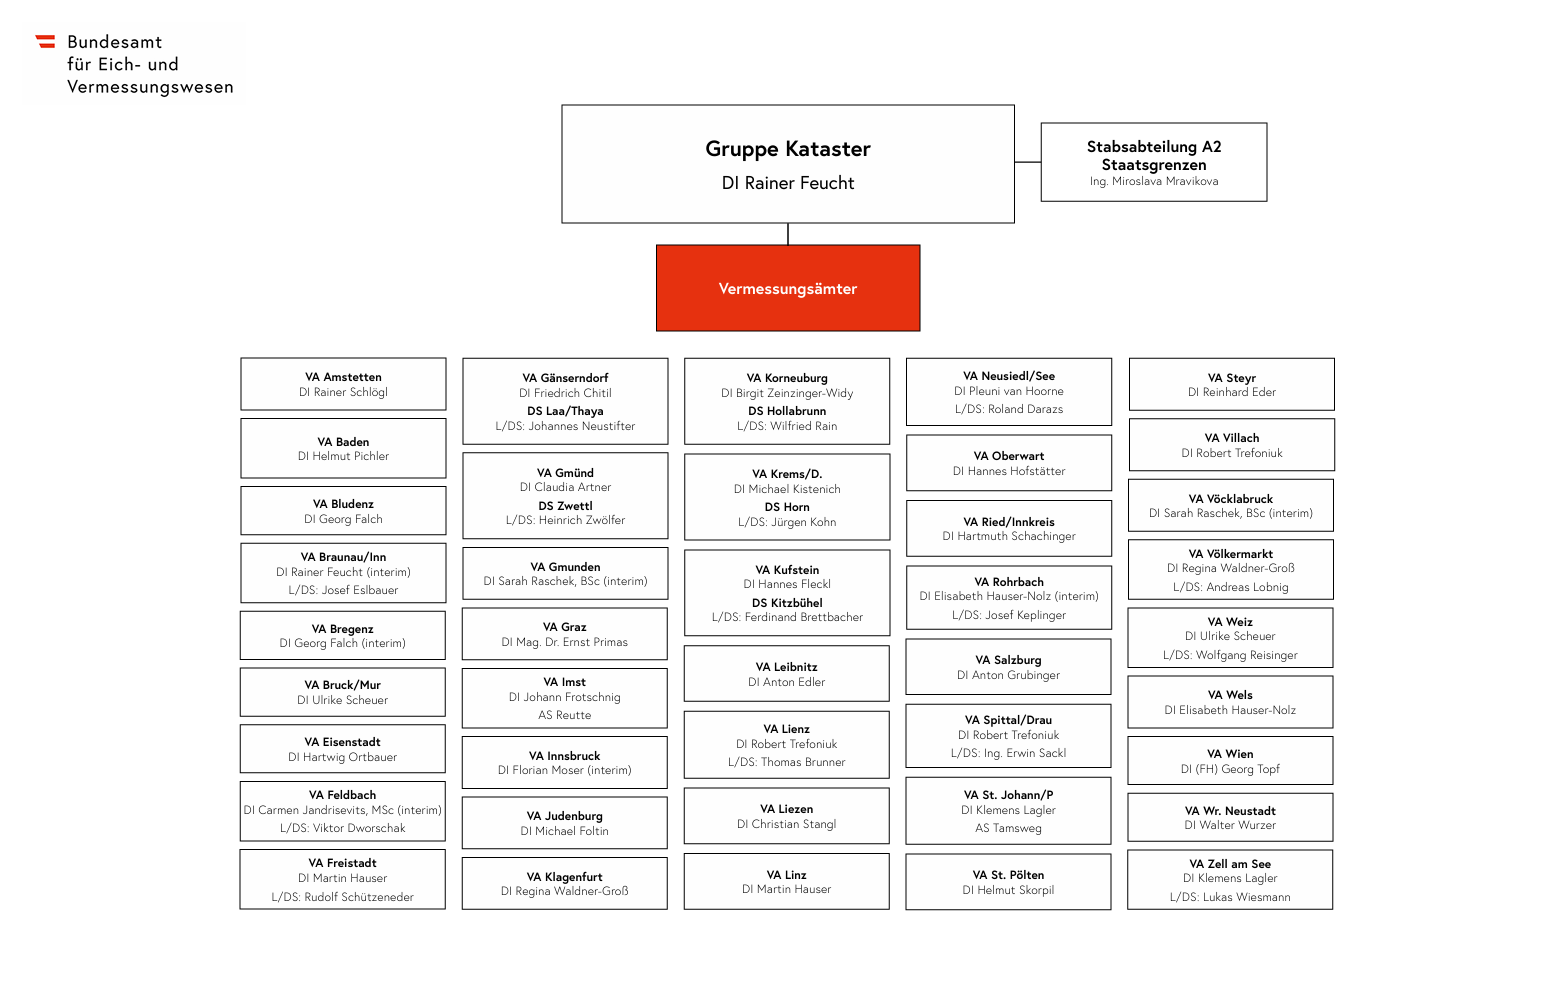 Bundesamt
für Eich- und
Vermessungswesen
Gruppe Kataster
DI Rainer Feucht
Stabsabteilung A2
Staatsgrenzen
Ing. Miroslava Mravikova
Vermessungsämter
VA Amstetten
DI Rainer Schlögl
VA Baden
DI Helmut Pichler
VA Bludenz
DI Georg Falch
VA Braunau/Inn
DI Rainer Feucht (interim)
L/DS: Josef Eslbauer
VA Bregenz
DI Georg Falch (interim)
VA Bruck/Mur
DI Ulrike Scheuer
VA Eisenstadt
DI Hartwig Ortbauer
VA Feldbach
DI Carmen Jandrisevits, MSc (interim)
L/DS: Viktor Dworschak
VA Freistadt
DI Martin Hauser
L/DS: Rudolf Schützeneder
VA Gänserndorf
DI Friedrich Chitil
DS Laa/Thaya
L/DS: Johannes Neustifter
VA Gmünd
DI Claudia Artner
DS Zwettl
L/DS: Heinrich Zwölfer
VA Gmunden
DI Sarah Raschek, BSc (interim)
VA Graz
DI Mag. Dr. Ernst Primas
VA Imst
DI Johann Frotschnig
AS Reutte
VA Innsbruck
DI Florian Moser (interim)
VA Judenburg
DI Michael Foltin
VA Klagenfurt
DI Regina Waldner-Groß
VA Korneuburg
DI Birgit Zeinzinger-Widy
DS Hollabrunn
L/DS: Wilfried Rain
VA Krems/D.
DI Michael Kistenich
DS Horn
L/DS: Jürgen Kohn
VA Kufstein
DI Hannes Fleckl
DS Kitzbühel
L/DS: Ferdinand Brettbacher
VA Leibnitz
DI Anton Edler
VA Lienz
DI Robert Trefoniuk
L/DS: Thomas Brunner
VA Liezen
DI Christian Stangl
VA Linz
DI Martin Hauser
VA Neusiedl/See
DI Pleuni van Hoorne
L/DS: Roland Darazs
VA Oberwart
DI Hannes Hofstätter
VA Ried/Innkreis
DI Hartmuth Schachinger
VA Rohrbach
DI Elisabeth Hauser-Nolz (interim)
L/DS: Josef Keplinger
VA Salzburg
DI Anton Grubinger
VA Spittal/Drau
DI Robert Trefoniuk
L/DS: Ing. Erwin Sackl
VA St. Johann/P
DI Klemens Lagler
AS Tamsweg
VA St. Pölten
DI Helmut Skorpil
VA Steyr
DI Reinhard Eder
VA Villach
DI Robert Trefoniuk
VA Vöcklabruck
DI Sarah Raschek, BSc (interim)
VA Völkermarkt
DI Regina Waldner-Groß
L/DS: Andreas Lobnig
VA Weiz
DI Ulrike Scheuer
L/DS: Wolfgang Reisinger
VA Wels
DI Elisabeth Hauser-Nolz
VA Wien
DI (FH) Georg Topf
VA Wr. Neustadt
DI Walter Wurzer
VA Zell am See
DI Klemens Lagler
L/DS: Lukas Wiesmann